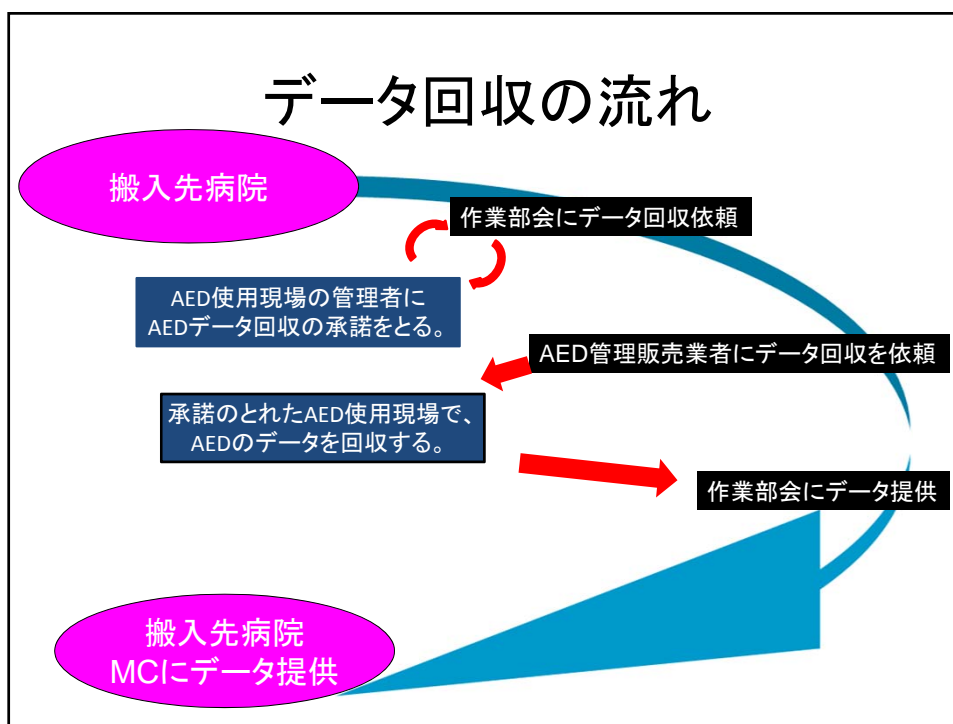 データ回収の流れ
搬入先病院
作業部会にデータ回収依頼
AED使用現場の管理者に
AEDデータ回収の承諾をとる。
AED管理販売業者にデータ回収を依頼
承諾のとれたAED使用現場で、
AEDのデータを回収する。
作業部会にデータ提供
搬入先病院
MCにデータ提供